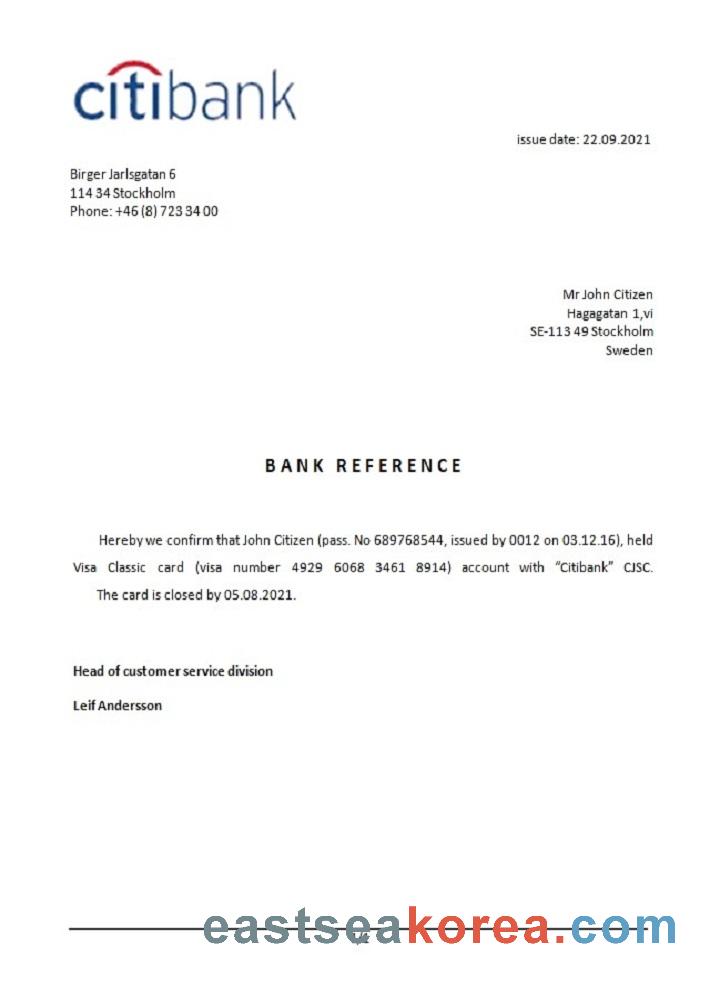 citibank
issue date: 22.09.2021
Birger Jarlsgatan 6
114 34 Stockholm
Phone: +46 (8) 723 34 00
Mr John Citizen
Hagagatan 1,vi
SE-113 49 Stockholm
Sweden
BANK REFERENCE
Hereby we confirm that John Citizen (pass. No 689768544, issued by 0012 on 03.12.16), held
Visa Classic card (visa number 4929 6068 3461 8914) account with “Citibank” CJSC.
The card is closed by 05.08.2021.
Head of customer service division
Leif Andersson
eastseakorea.com